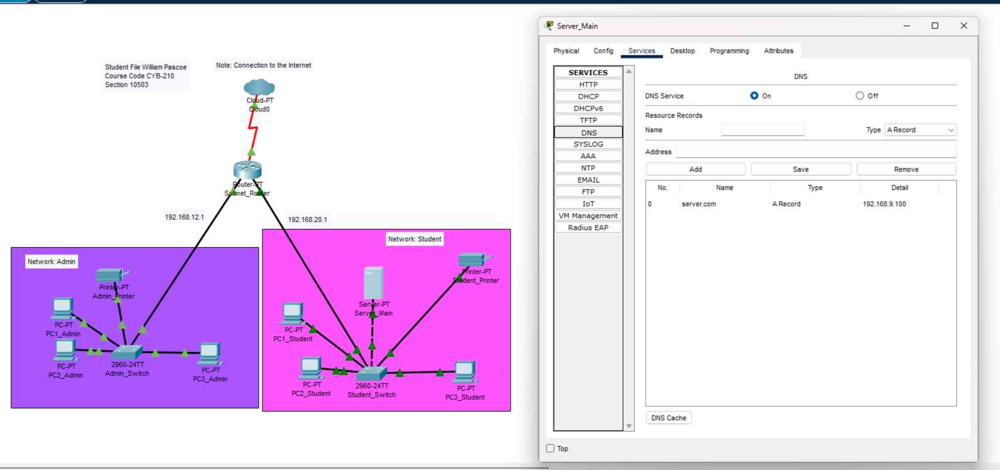 Student File William Pascoe
Course Code CYB-210
Section 10503
Note: Connection to the Internet
Cloud-PT
Cloud0
Router-PT
Subnet_Router
192.168.12.1
192.168.20.1
Network: Admin
Printer-PT
Admin_Printer
PC-PT
PC1_Admin
PC-PT
PC2_Admin
2960-24TT
Admin_Switch
PC-PT
PC3_Admin
Network: Student
Printer-PT
Student_Printer
Server-PT
Server_Main
PC-PT
PC1_Student
PC-PT
PC2_Student
2960-24TT
Student_Switch
PC-PT
PC3_Student
Server_Main
Physical Config Services Desktop Programming Attributes
SERVICES
HTTP
DHCP
DHCPv6
TFTP
DNS
SYSLOG
AAA
NTP
EMAIL
FTP
IoT
VM Management
Radius EAP
DNS
DNS Service On Off
Resource Records
Name Type A Record
Address
Add Save Remove
No. Name Type Detail
0 server.com A Record 192.168.9.100
DNS Cache
Top